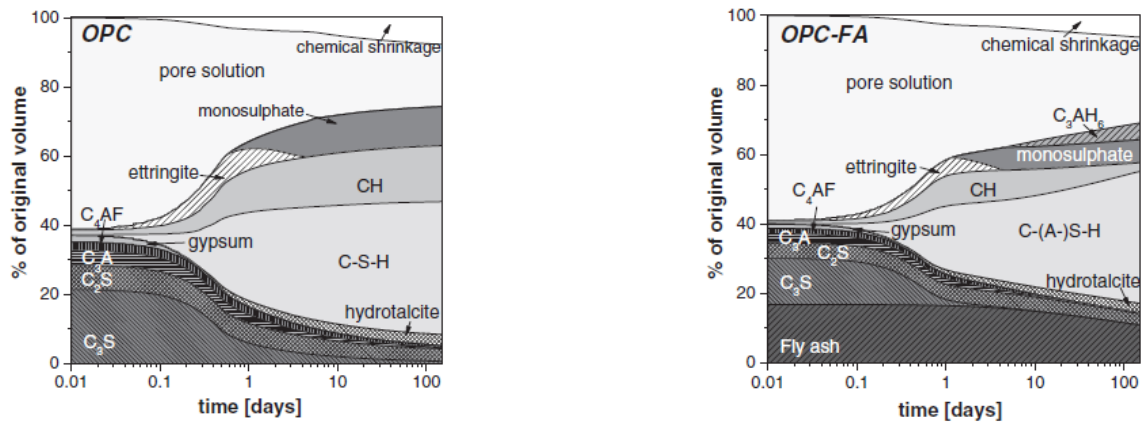 OPC
chemical shrinkage
pore solution
monosulphate
ettringite
CH
C₄AF
gypsum
C₃A
C-S-H
C₂S
hydrotalcite
C₃S
% of original volume
100
80
60
40
20
0
0.01
0.1
1
10
100
time [days]
OPC-FA
chemical shrinkage
pore solution
C₃AH₆
ettringite
monosulphate
C₄AF
CH
gypsum
C₃A
C₂S
C-(A-)S-H
C₃S
hydrotalcite
Fly ash
% of original volume
100
80
60
40
20
0
0.01
0.1
1
10
100
time [days]